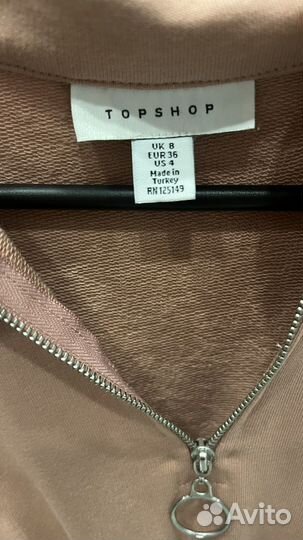 TOPSHOP
UK 8
EUR 36
US 4
Made in
Turkey
RN 125149
Avito